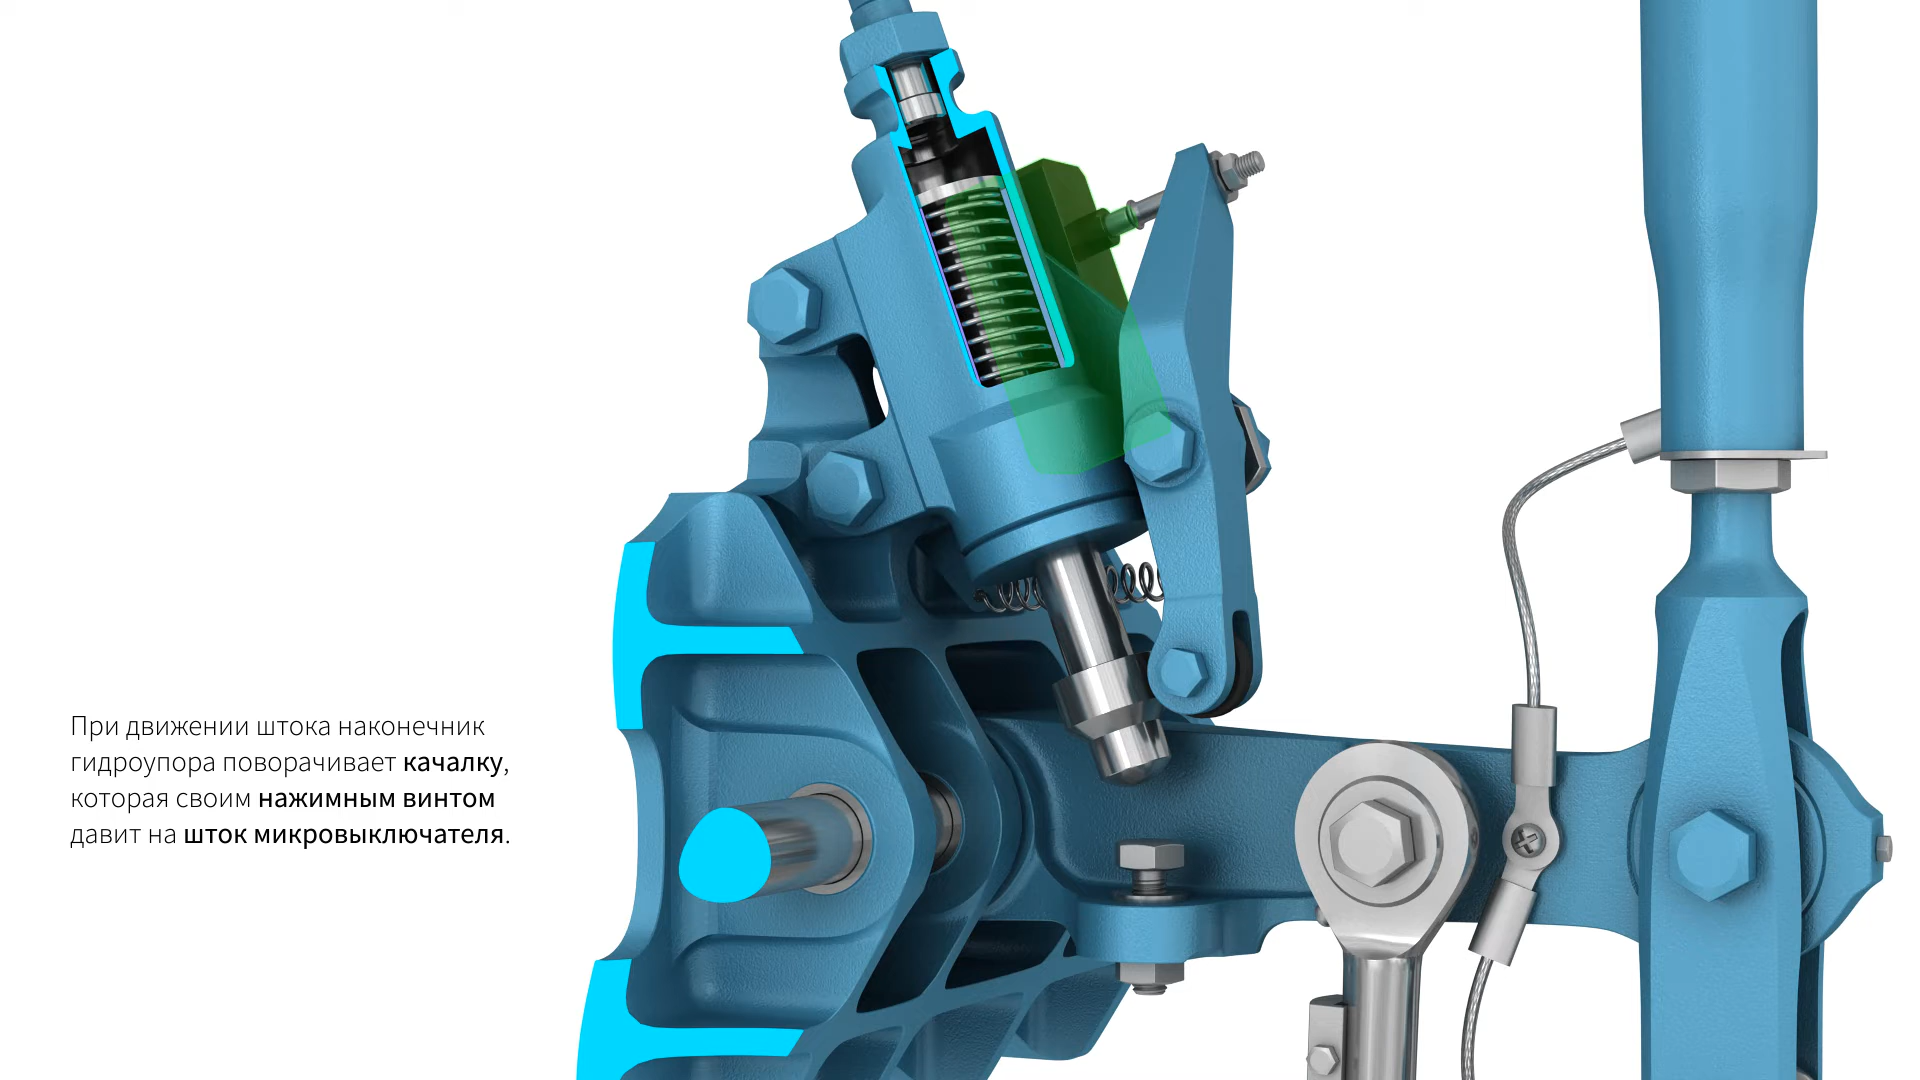 При движении штока наконечник
гидроупора поворачивает качалку,
которая своим нажимным винтом
давит на шток микровыключателя.